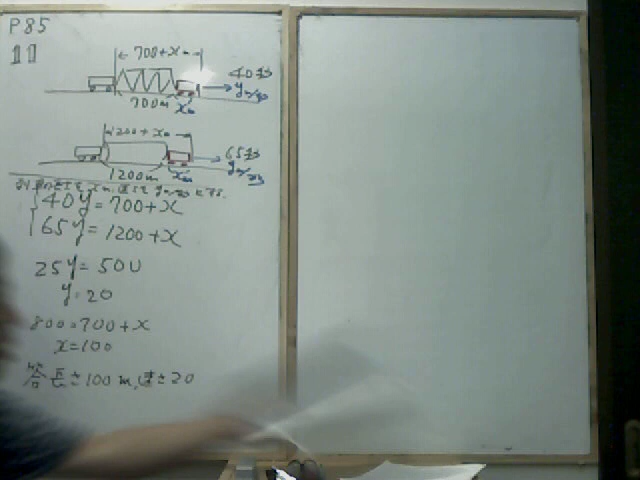 P85
11
700+x m
40秒
y m/秒
700m
x m
1200+x m
65秒
y m/秒
1200m
x m
40y=700+x
65y=1200+x
25y=500
y=20
800=700+x
x=100
答 長さ100m,速さ20